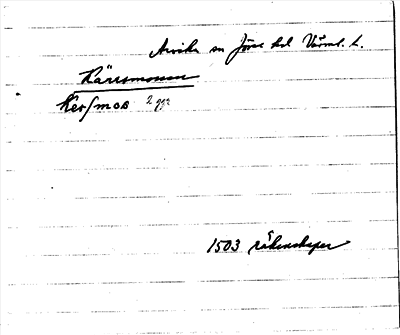 Arvika sn Jösse hd Värml. l.
Kärrsmossen
Kersmos 2 ggr
1503 räkenskaper